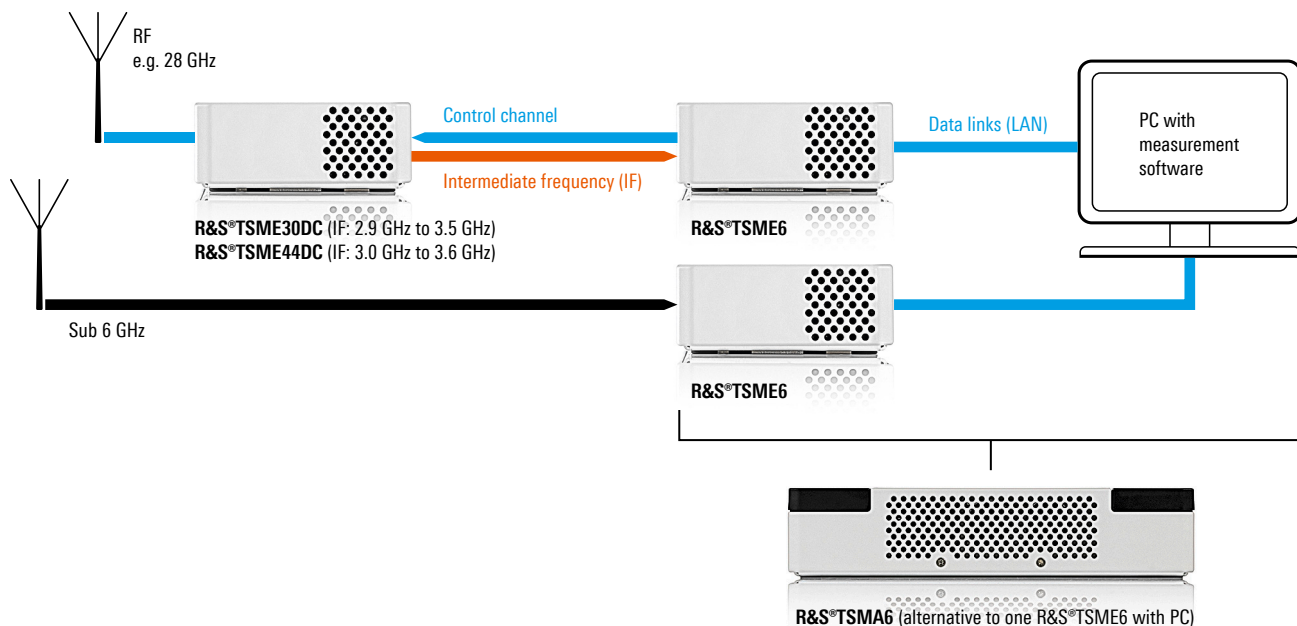 RF
e.g. 28 GHz
Control channel
Data links (LAN)
PC with
measurement
software
Intermediate frequency (IF)
R&S®TSME30DC (IF: 2.9 GHz to 3.5 GHz)
R&S®TSME44DC (IF: 3.0 GHz to 3.6 GHz)
R&S®TSME6
Sub 6 GHz
R&S®TSME6
R&S®TSMA6 (alternative to one R&S®TSME6 with PC)